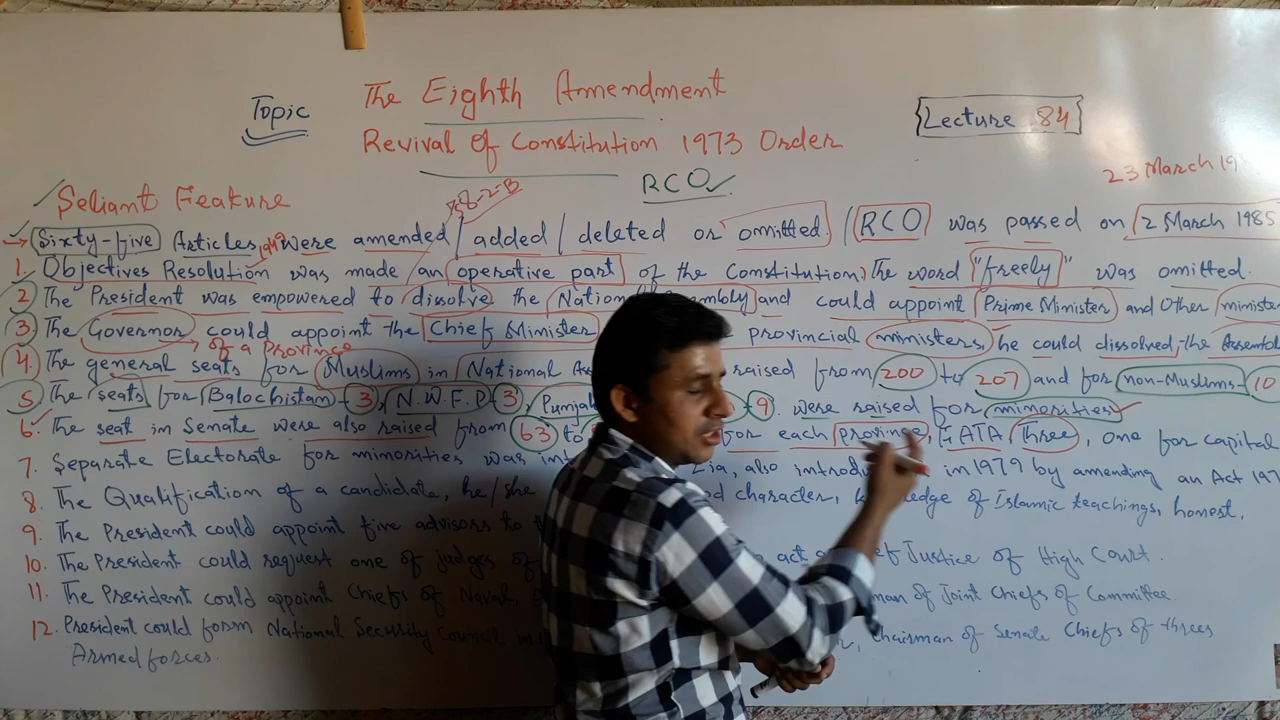 Topic
The Eighth Amendment
Revival Of Constitution 1973 Order
Lecture 84
RCO
23 March 19
Seliant Feature
58-2-B
Sixty-five Articles were amended / added / deleted or omitted. / RCO was passed on 2 March 1985
1. Objectives Resolution was made an operative part of the Constitution. The word "freely" was omitted.
2 The President was empowered to dissolve the National Assembly and could appoint Prime Minister and Other minister
3 The Governor could appoint the Chief Minister provincial ministers, he could dissolved, the Assembl
of a province
4. The general seats for Muslims in National Ass raised from 200 to 207 and for non-Muslims 10
5 The seats for Balochistan - 3, N.W.F.P - 3, Punjab - 9. were raised for minorities
6. The seat in Senate were also raised from 63 to for each province, FATA three, one for capital
7. Separate Electorate for minorities was int Zia, also introdu in 1979 by amending an Act 197
8. The Qualification of a candidate, he/she d character, k ledge of Islamic teachings, honest,
9. The President could appoint five advisors to
10. The President could request one of judges of act a ef Justice of High Court.
11. The President could appoint Chiefs of Naval, man of Joint Chiefs of Committee
12. President could form National Security Council in , Chairman of Senate Chiefs of threes
Armed forces.